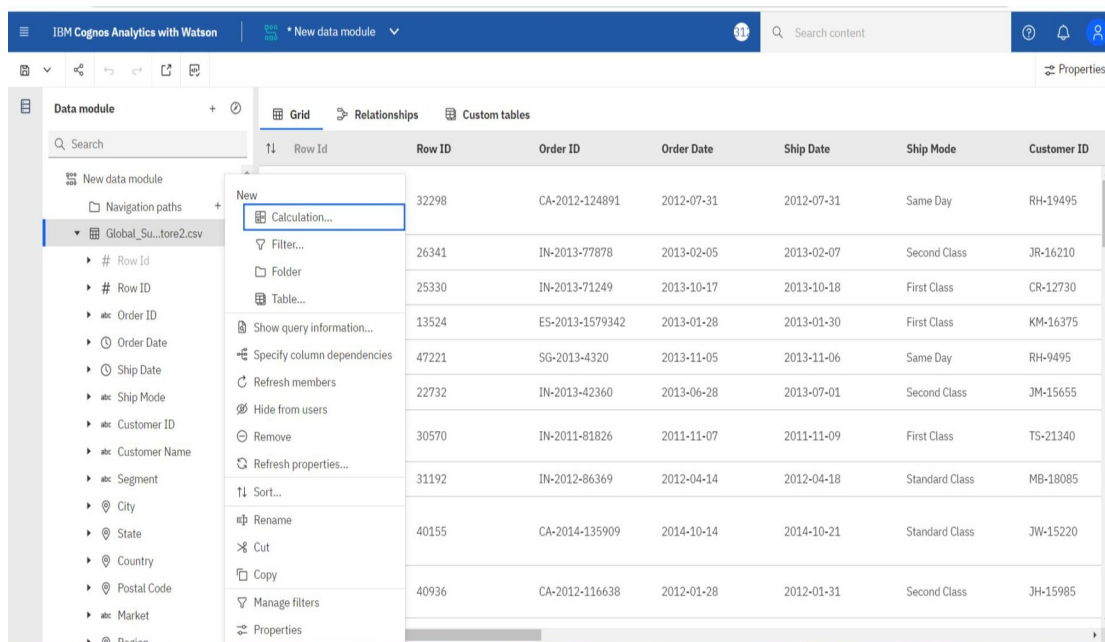 IBM Cognos Analytics with Watson
* New data module
Search content
Properties
Data module
Grid
Relationships
Custom tables
Search
New data module
Navigation paths
Global_Su...tore2.csv
Row Id
Row ID
Order ID
Order Date
Ship Date
Ship Mode
Customer ID
Customer Name
Segment
City
State
Country
Postal Code
Market
Region
New
Calculation...
Filter...
Folder
Table...
Show query information...
Specify column dependencies
Refresh members
Hide from users
Remove
Refresh properties...
Sort...
Rename
Cut
Copy
Manage filters
Properties
Row Id Row ID Order ID Order Date Ship Date Ship Mode Customer ID
32298 CA-2012-124891 2012-07-31 2012-07-31 Same Day RH-19495
26341 IN-2013-77878 2013-02-05 2013-02-07 Second Class JR-16210
25330 IN-2013-71249 2013-10-17 2013-10-18 First Class CR-12730
13524 ES-2013-1579342 2013-01-28 2013-01-30 First Class KM-16375
47221 SG-2013-4320 2013-11-05 2013-11-06 Same Day RH-9495
22732 IN-2013-42360 2013-06-28 2013-07-01 Second Class JM-15655
30570 IN-2011-81826 2011-11-07 2011-11-09 First Class TS-21340
31192 IN-2012-86369 2012-04-14 2012-04-18 Standard Class MB-18085
40155 CA-2014-135909 2014-10-14 2014-10-21 Standard Class JW-15220
40936 CA-2012-116638 2012-01-28 2012-01-31 Second Class JH-15985